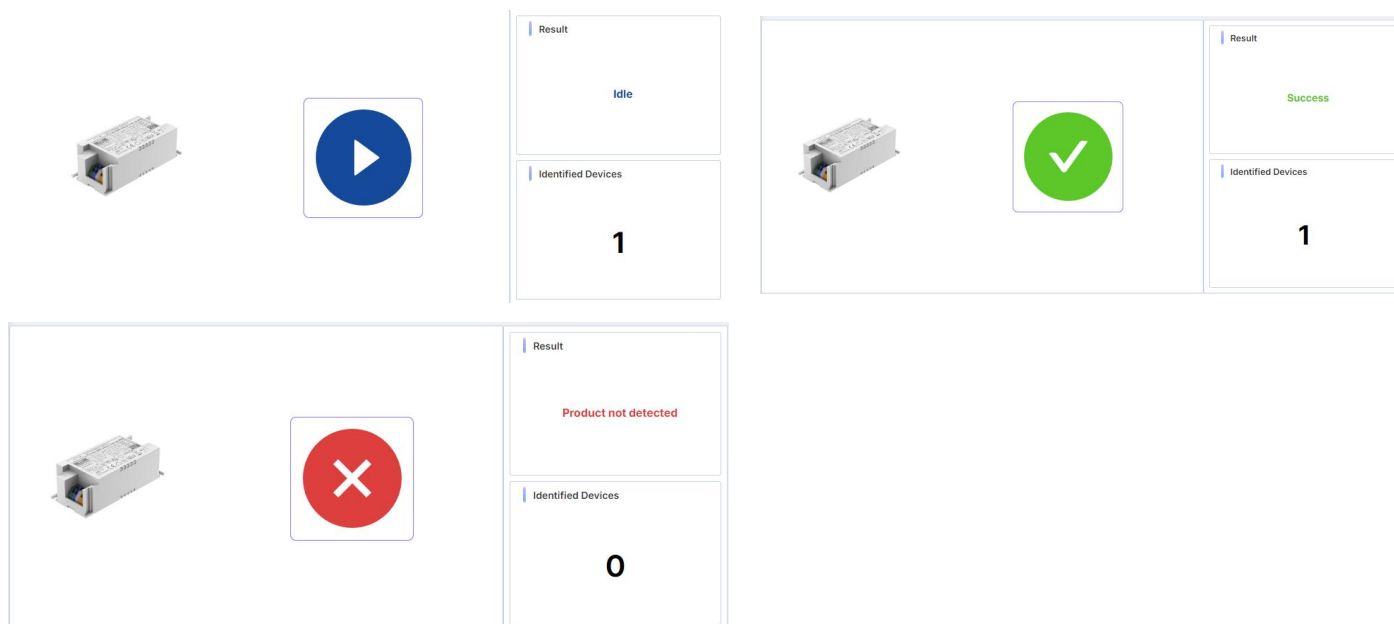 Result
Idle
Identified Devices
1
Result
Success
Identified Devices
1
Result
Product not detected
Identified Devices
0